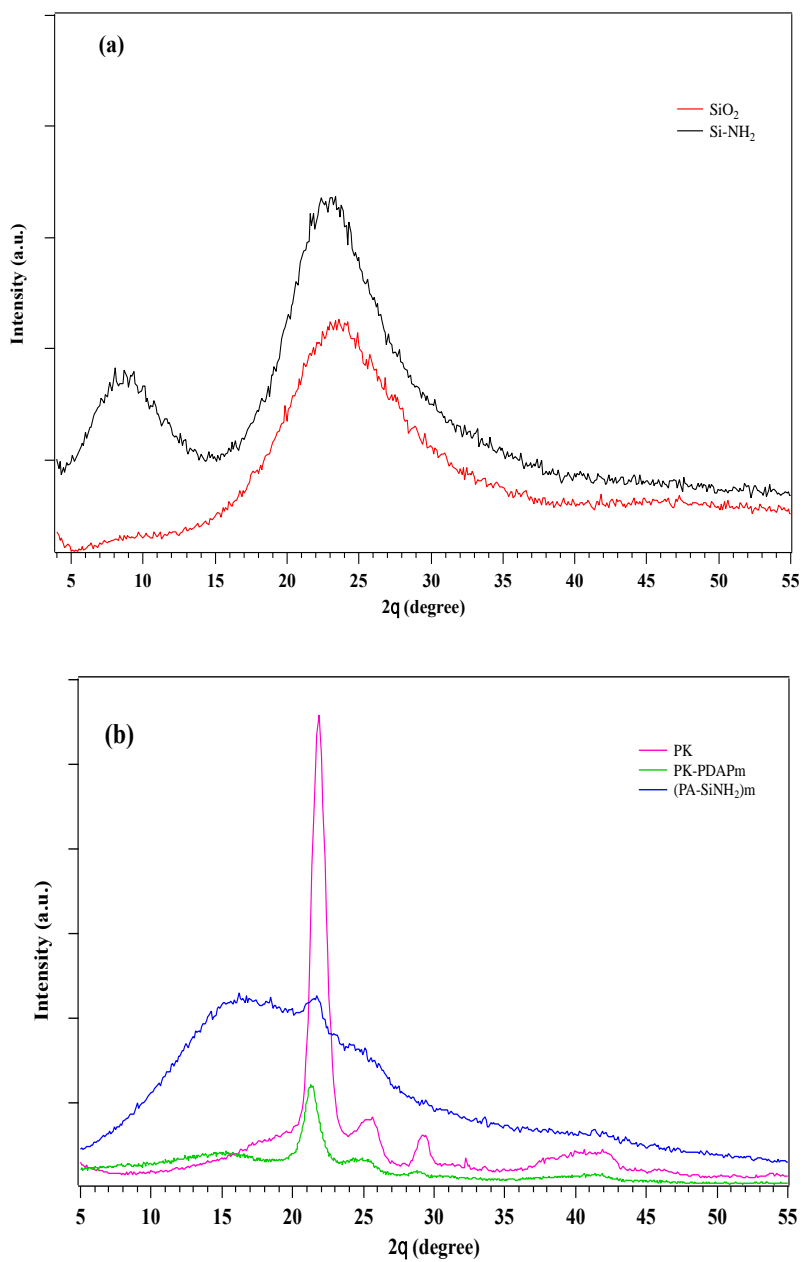 (a)
SiO₂
Si-NH₂
Intensity (a.u.)
5 10 15 20 25 30 35 40 45 50 55
2q (degree)
(b)
PK
PK-PDAPm
(PA-SiNH₂)m
Intensity (a.u.)
5 10 15 20 25 30 35 40 45 50 55
2q (degree)